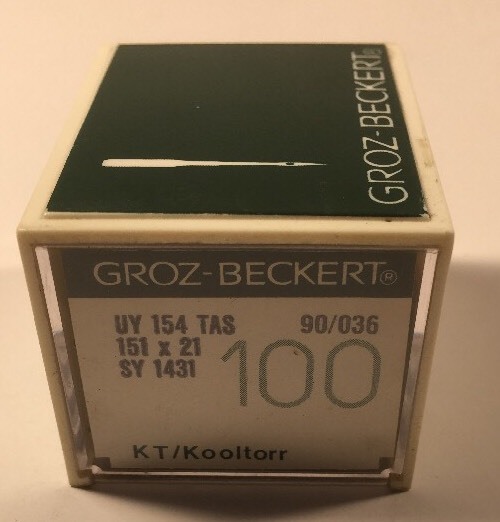 GROZ-BECKERT®
GROZ-BECKERT®
UY 154 TAS 90/036
151 x 21
SY 1431
100
KT/Kooltorr